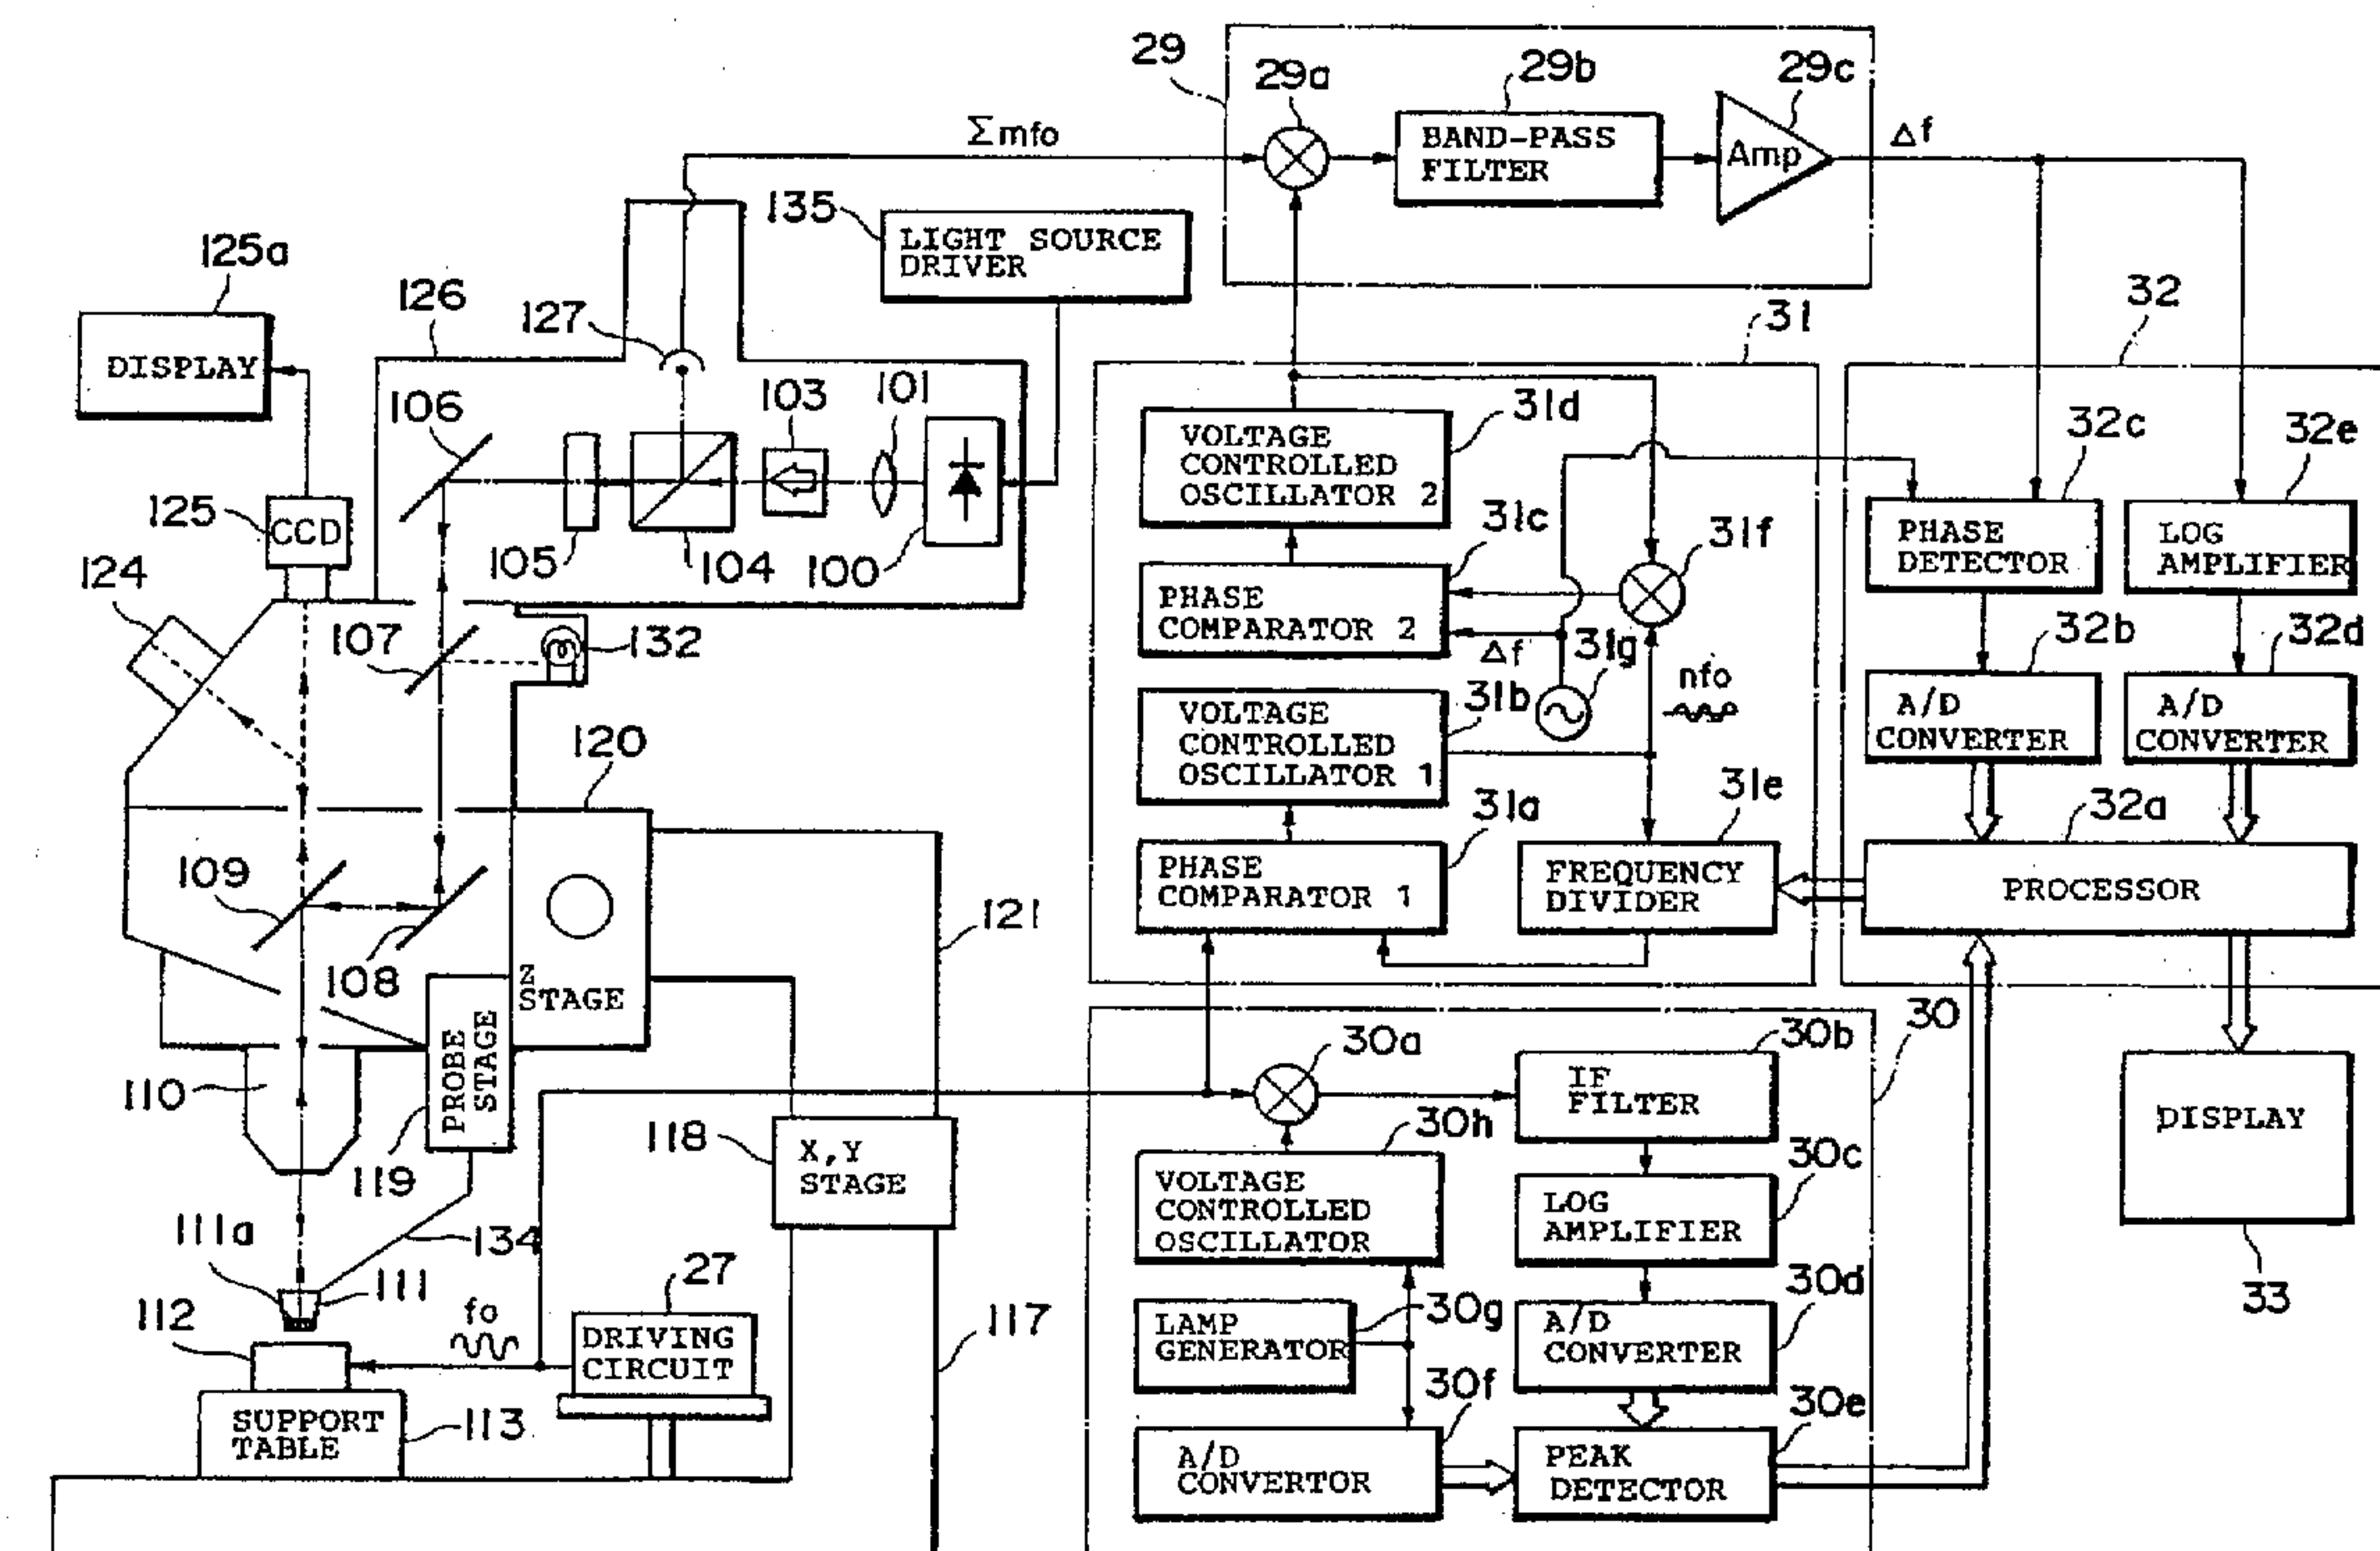 29
29a
29b
29c
BAND-PASS
FILTER
Amp
Δf
Σmfo
135
LIGHT SOURCE
DRIVER
125a
DISPLAY
126
127
106
103
101
105
104
100
125
CCD
124
107
132
120
109
108
Z
STAGE
121
PROBE
STAGE
110
119
118
X,Y
STAGE
111a
134
111
112
fo
27
DRIVING
CIRCUIT
117
SUPPORT
TABLE
113
31
VOLTAGE
CONTROLLED
OSCILLATOR 2
31d
31c
31f
PHASE
COMPARATOR 2
Δf
31g
31b
nfo
VOLTAGE
CONTROLLED
OSCILLATOR 1
31a
31e
PHASE
COMPARATOR 1
FREQUENCY
DIVIDER
32
32c
32e
PHASE
DETECTOR
LOG
AMPLIFIER
32b
32d
A/D
CONVERTER
A/D
CONVERTER
32a
PROCESSOR
30
30a
30b
IF
FILTER
30h
VOLTAGE
CONTROLLED
OSCILLATOR
30c
LOG
AMPLIFIER
30g
LAMP
GENERATOR
30d
A/D
CONVERTER
30f
A/D
CONVERTOR
30e
PEAK
DETECTOR
DISPLAY
33